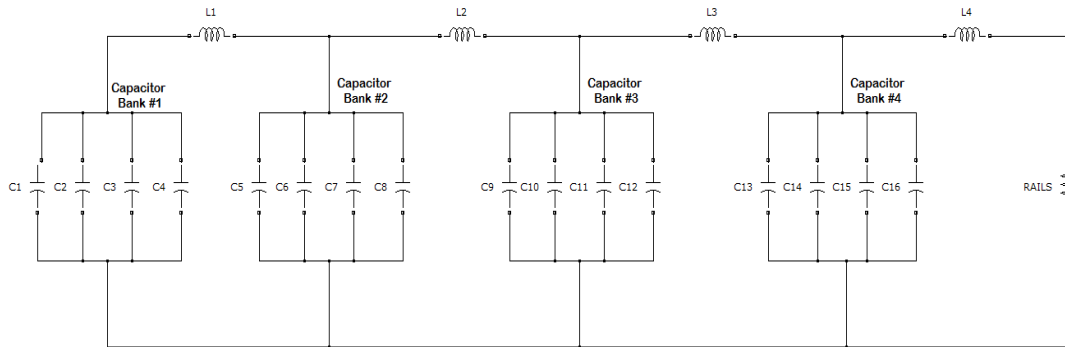 L1
L2
L3
L4
Capacitor
Bank #1
Capacitor
Bank #2
Capacitor
Bank #3
Capacitor
Bank #4
C1
C2
C3
C4
C5
C6
C7
C8
C9
C10
C11
C12
C13
C14
C15
C16
RAILS